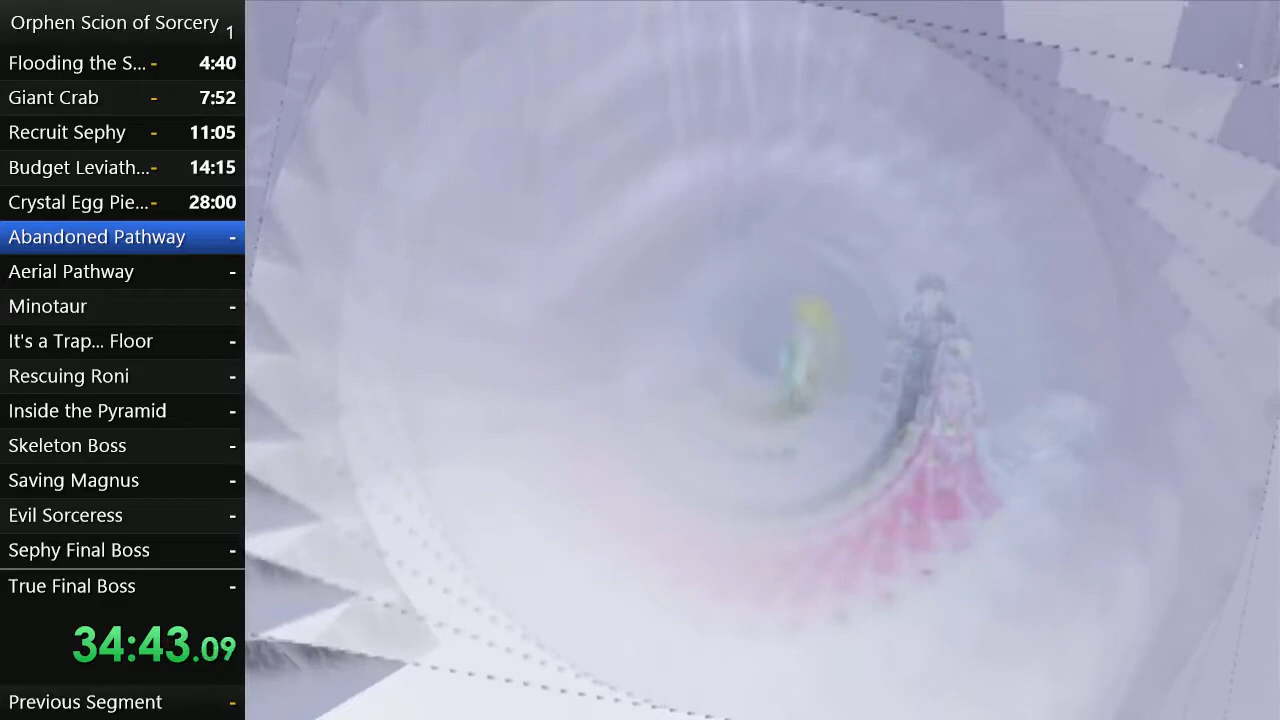 Orphen Scion of Sorcery 1
Flooding the S... - 4:40
Giant Crab - 7:52
Recruit Sephy - 11:05
Budget Leviath... - 14:15
Crystal Egg Pie... - 28:00
Abandoned Pathway -
Aerial Pathway -
Minotaur -
It's a Trap... Floor -
Rescuing Roni -
Inside the Pyramid -
Skeleton Boss -
Saving Magnus -
Evil Sorceress -
Sephy Final Boss -
True Final Boss -
34:43.09
Previous Segment -